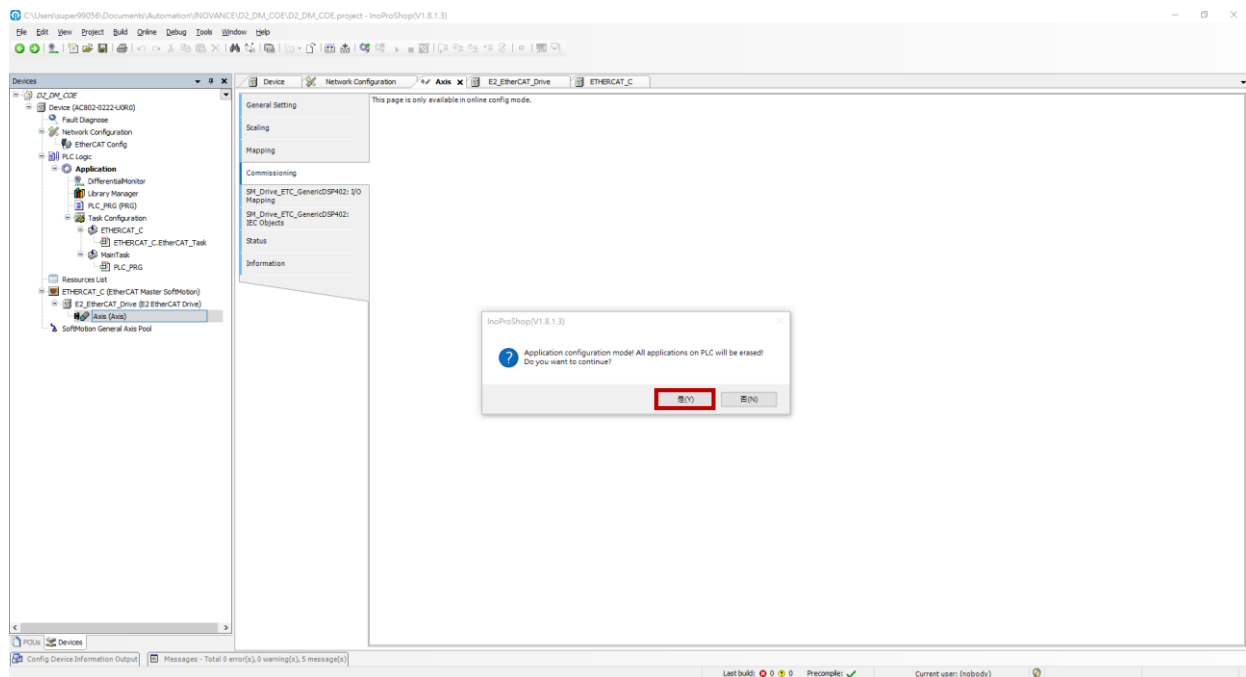 C:\Users\super99056\Documents\Automation\INOVANCE\D2_DM_COE\D2_DM_COE.project - InoProShop(V1.8.1.3)
File Edit View Project Build Online Debug Tools Window Help
Devices
Device
Network Configuration
Axis
E2_EtherCAT_Drive
ETHERCAT_C
D2_DM_COE
Device (AC802-0222-U0R0)
Fault Diagnose
Network Configuration
EtherCAT Config
PLC Logic
Application
DifferentialMonitor
Library Manager
PLC_PRG (PRG)
Task Configuration
ETHERCAT_C
ETHERCAT_C.EtherCAT_Task
MainTask
PLC_PRG
Resources List
ETHERCAT_C (EtherCAT Master SoftMotion)
E2_EtherCAT_Drive (E2 EtherCAT Drive)
Axis (Axis)
SoftMotion General Axis Pool
General Setting
Scaling
Mapping
Commissioning
SM_Drive_ETC_GenericDSP402: I/O
Mapping
SM_Drive_ETC_GenericDSP402:
IEC Objects
Status
Information
This page is only available in online config mode.
InoProShop(V1.8.1.3)
Application configuration mode! All applications on PLC will be erased!
Do you want to continue?
是(Y)
否(N)
POUs
Devices
Config Device Information Output
Messages - Total 0 error(s), 0 warning(s), 5 message(s)
Last build: 0 0 Precompile: Current user: (nobody)